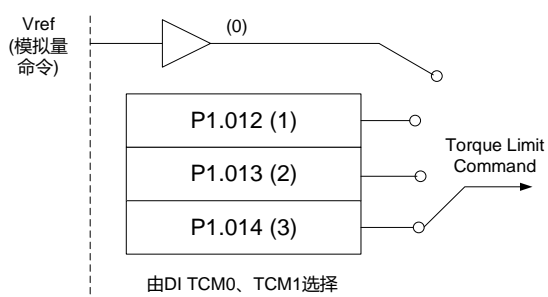 Vref
(模拟量
命令)
(0)
P1.012 (1)
P1.013 (2)
P1.014 (3)
Torque Limit
Command
由DI TCM0、TCM1选择